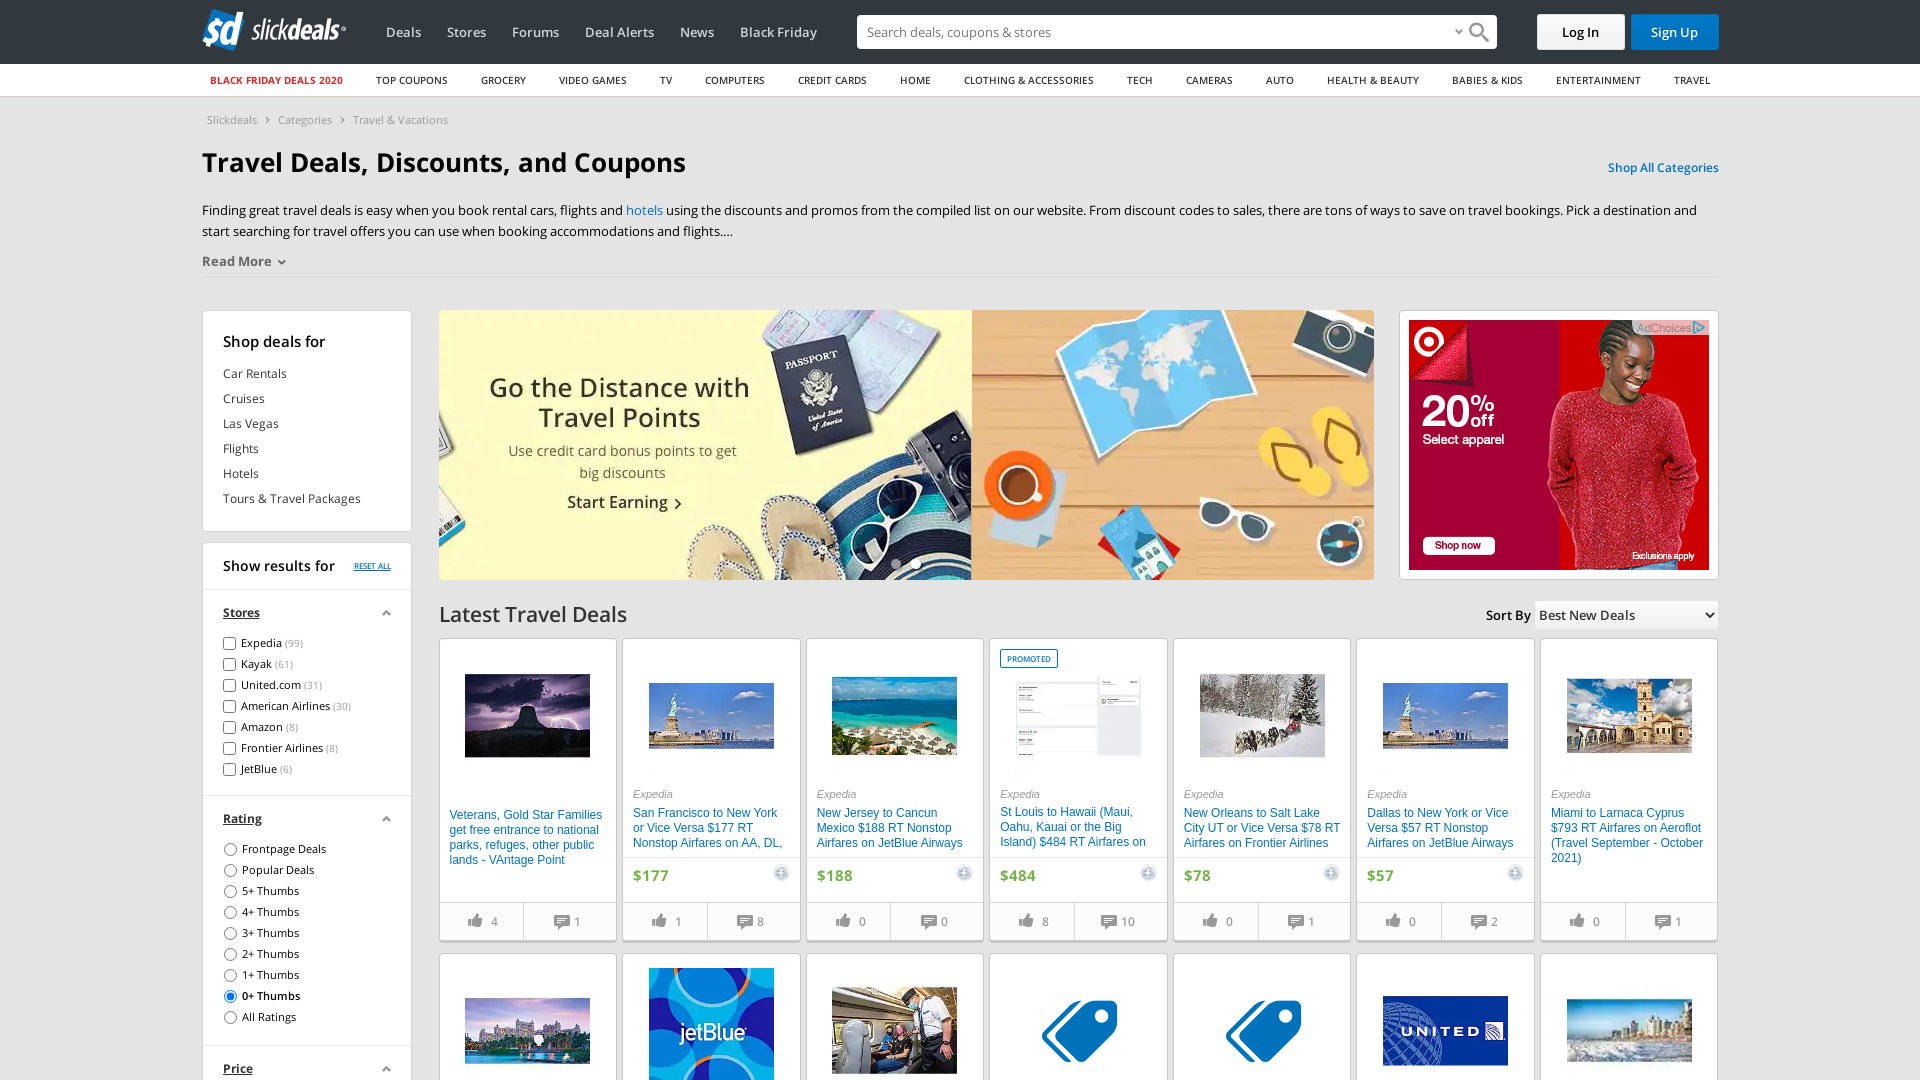 slickdeals
Deals
Stores
Forums
Deal Alerts
News
Black Friday
Search deals, coupons & stores
Log In
Sign Up
BLACK FRIDAY DEALS 2020
TOP COUPONS
GROCERY
VIDEO GAMES
TV
COMPUTERS
CREDIT CARDS
HOME
CLOTHING & ACCESSORIES
TECH
CAMERAS
AUTO
HEALTH & BEAUTY
BABIES & KIDS
ENTERTAINMENT
TRAVEL
Slickdeals > Categories > Travel & Vacations
Travel Deals, Discounts, and Coupons
Shop All Categories
Finding great travel deals is easy when you book rental cars, flights and hotels using the discounts and promos from the compiled list on our website. From discount codes to sales, there are tons of ways to save on travel bookings. Pick a destination and
start searching for travel offers you can use when booking accommodations and flights....
Read More
Shop deals for
Car Rentals
Cruises
Las Vegas
Flights
Hotels
Tours & Travel Packages
Show results for
RESET ALL
Stores
Expedia (99)
Kayak (61)
United.com (31)
American Airlines (30)
Amazon (8)
Frontier Airlines (8)
JetBlue (6)
Rating
Frontpage Deals
Popular Deals
5+ Thumbs
4+ Thumbs
3+ Thumbs
2+ Thumbs
1+ Thumbs
0+ Thumbs
All Ratings
Price
Go the Distance with
Travel Points
Use credit card bonus points to get
big discounts
Start Earning >
PASSPORT
United States
of America
AdChoices
20% off
Select apparel
Shop now
Exclusions apply
Latest Travel Deals
Sort By Best New Deals
Veterans, Gold Star Families
get free entrance to national
parks, refuges, other public
lands - VAntage Point
4
1
Expedia
San Francisco to New York
or Vice Versa $177 RT
Nonstop Airfares on AA, DL,
$177
1
8
Expedia
New Jersey to Cancun
Mexico $188 RT Nonstop
Airfares on JetBlue Airways
$188
0
0
PROMOTED
Expedia
St Louis to Hawaii (Maui,
Oahu, Kauai or the Big
Island) $484 RT Airfares on
$484
8
10
Expedia
New Orleans to Salt Lake
City UT or Vice Versa $78 RT
Airfares on Frontier Airlines
$78
0
1
Expedia
Dallas to New York or Vice
Versa $57 RT Nonstop
Airfares on JetBlue Airways
$57
0
2
Expedia
Miami to Larnaca Cyprus
$793 RT Airfares on Aeroflot
(Travel September - October
2021)
0
1
jetBlue
UNITED